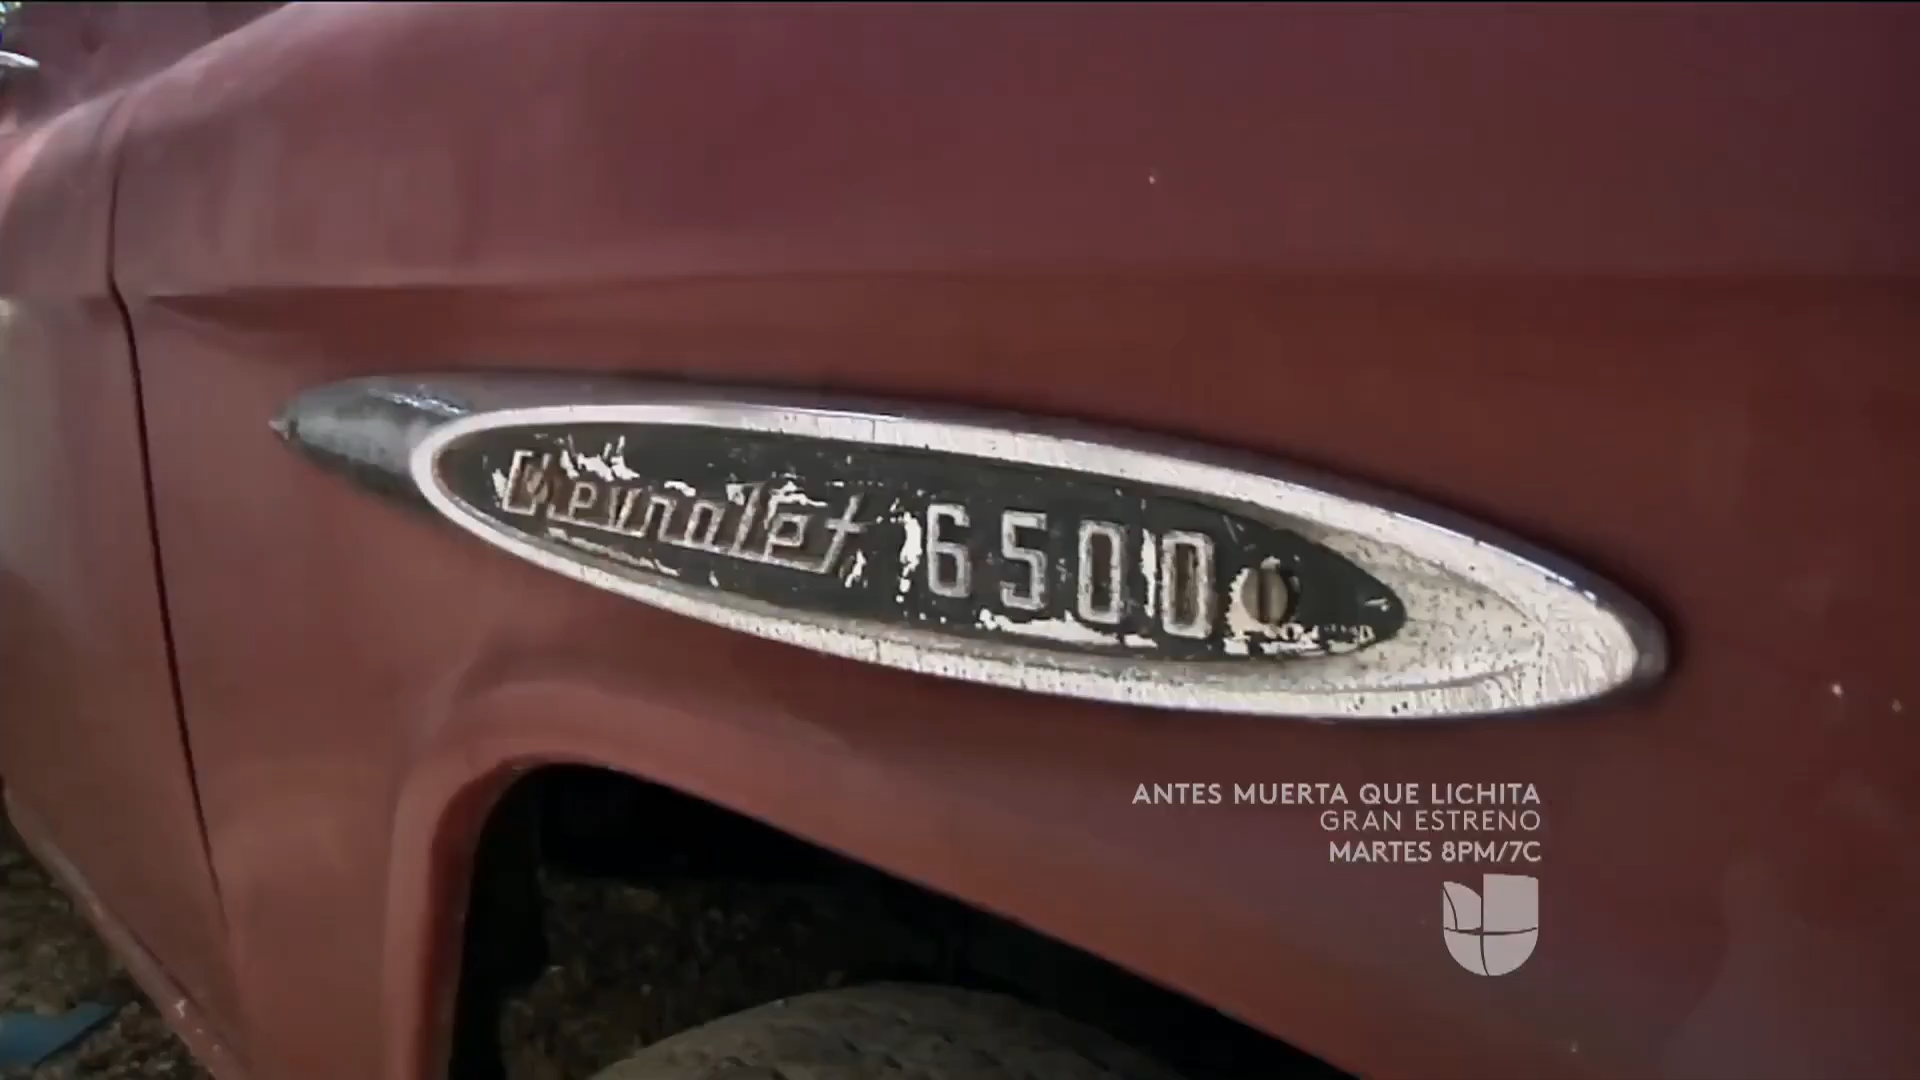 Chevrolet 6500
ANTES MUERTA QUE LICHITA
GRAN ESTRENO
MARTES 8PM/7C